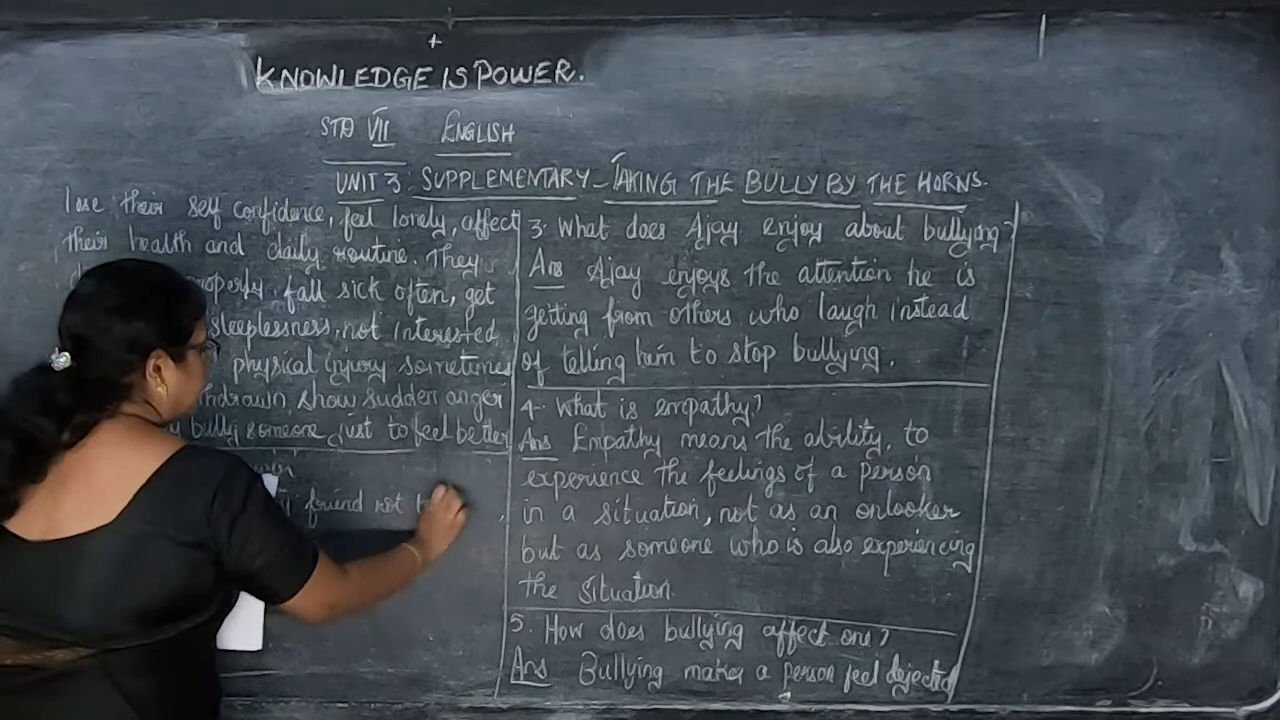 KNOWLEDGE IS POWER.
STD VII ENGLISH
UNIT 3: SUPPLEMENTARY - TAKING THE BULLY BY THE HORNS.
lose their self confidence, feel lonely, affect
their health and daily routine. They
fall sick often, get
sleeplessness, not interested
physical injury sometimes
show sudden anger
bully someone just to feel better
friend not
3. What does Ajay enjoy about bullying?
Ans Ajay enjoys the attention he is
getting from others who laugh instead
of telling him to stop bullying.
4. What is empathy?
Ans Empathy means the ability, to
experience the feelings of a person
in a situation, not as an onlooker
but as someone who is also experiencing
the situation.
5. How does bullying affect one?
Ans Bullying makes a person feel dejected